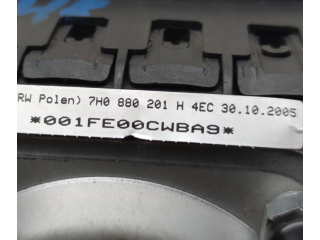 RW Polen) 7H0 880 201 H 4EC 30.10.2005
*001FE00CWBA9*